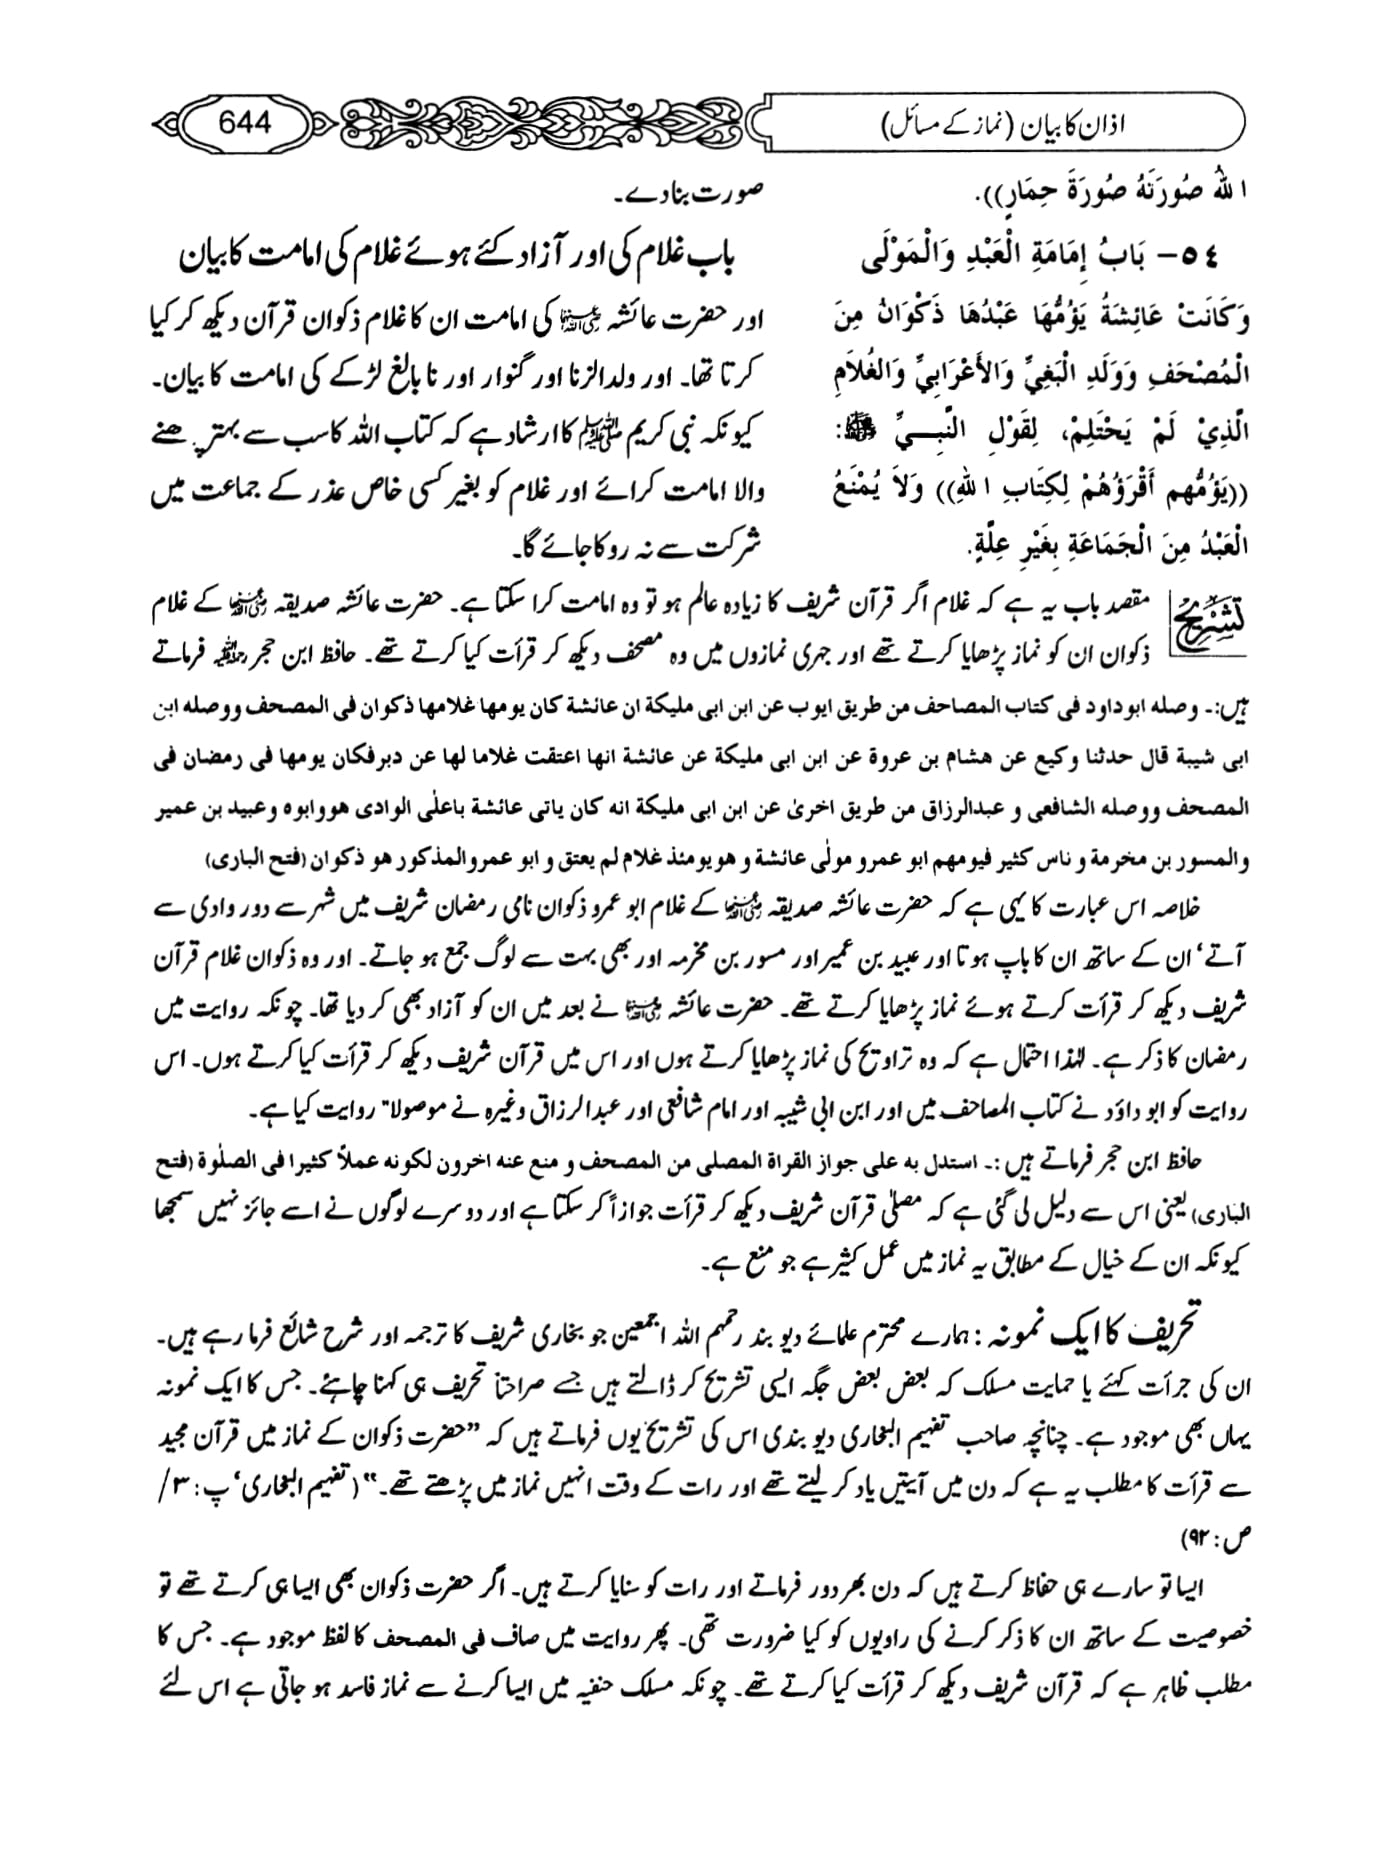 اذان کا بیان (نماز کے مسائل)
644
اللهُ صُورَتَهُ صُورَةَ حِمَارٍ)).
٥٤- بَابُ إِمَامَةِ الْعَبْدِ وَالْمَوْلَى
وَكَانَتْ عَائِشَةُ يَؤُمُّهَا عَبْدُهَا ذَكْوَانُ مِنَ
الْمُصْحَفِ وَوَلَدِ الْبَغِيِّ وَالأَعْرَابِيِّ وَالغُلاَمِ
الَّذِيْ لَمْ يَحْتَلِمْ، لِقَوْلِ النَّبِــيِّ ﷺ:
((يَؤُمُّهم أَقْرَؤُهُمْ لِكِتَابِ اللهِ)) وَلاَ يُمْنَعُ
الْعَبْدُ مِنَ الْجَمَاعَةِ بِغَيْرِ عِلَّةٍ.
صورت بنا دے۔
باب غلام کی اور آزاد کئے ہوئے غلام کی امامت کا بیان
اور حضرت عائشہ رضی اللہ عنہا کی امامت ان کا غلام ذکوان قرآن دیکھ کر کیا
کرتا تھا۔ اور ولد الزنا اور گنوار اور نابالغ لڑکے کی امامت کا بیان۔
کیونکہ نبی کریم ﷺ کا ارشاد ہے کہ کتاب اللہ کا سب سے بہتر پڑھنے
والا امامت کرائے اور غلام کو بغیر کسی خاص عذر کے جماعت میں
شرکت سے نہ روکا جائے گا۔
تشریح مقصد باب یہ ہے کہ غلام اگر قرآن شریف کا زیادہ عالم ہو تو وہ امامت کرا سکتا ہے۔ حضرت عائشہ صدیقہ رضی اللہ عنہا کے غلام
ذکوان ان کو نماز پڑھایا کرتے تھے اور جہری نمازوں میں وہ مصحف دیکھ کر قرأت کیا کرتے تھے۔ حافظ ابن حجر رحمہ اللہ فرماتے
ہیں:۔ وصله ابوداود فی کتاب المصاحف من طریق ایوب عن ابن ابی ملیکة ان عائشة کان یومها غلامها ذکوان فی المصحف ووصله ابن
ابی شیبة قال حدثنا وکیع عن هشام بن عروة عن ابن ابی ملیکة عن عائشة انها اعتقت غلاما لها عن دبرفکان یومها فی رمضان فی
المصحف ووصله الشافعی و عبدالرزاق من طریق اخریٰ عن ابن ابی ملیکة انه کان یاتی عائشة باعلٰی الوادی هووابوه وعبید بن عمیر
والمسور بن مخرمة و ناس کثیر فیومهم ابو عمرو مولٰی عائشة و هویومئذ غلام لم یعتق و ابو عمروالمذکور هو ذکوان (فتح الباری)
خلاصہ اس عبارت کا یہی ہے کہ حضرت عائشہ صدیقہ رضی اللہ عنہا کے غلام ابو عمرو ذکوان نامی رمضان شریف میں شہر سے دور وادی سے
آتے‘ ان کے ساتھ ان کا باپ ہوتا اور عبید بن عمیر اور مسور بن مخرمہ اور بھی بہت سے لوگ جمع ہو جاتے۔ اور وہ ذکوان غلام قرآن
شریف دیکھ کر قرأت کرتے ہوئے نماز پڑھایا کرتے تھے۔ حضرت عائشہ رضی اللہ عنہا نے بعد میں ان کو آزاد بھی کر دیا تھا۔ چونکہ روایت میں
رمضان کا ذکر ہے۔ لہٰذا احتمال ہے کہ وہ تراویح کی نماز پڑھایا کرتے ہوں اور اس میں قرآن شریف دیکھ کر قرأت کیا کرتے ہوں۔ اس
روایت کو ابو داؤد نے کتاب المصاحف میں اور ابن ابی شیبہ اور امام شافعی اور عبدالرزاق وغیرہ نے موصولا" روایت کیا ہے۔
حافظ ابن حجر فرماتے ہیں:۔ استدل به علی جواز القراة المصلی من المصحف و منع عنه اخرون لکونه عملاً کثیرا فی الصلٰوة (فتح
الباری) یعنی اس سے دلیل لی گئی ہے کہ مصلیٰ قرآن شریف دیکھ کر قرأت جوازاً کر سکتا ہے اور دوسرے لوگوں نے اسے جائز نہیں سمجھا
کیونکہ ان کے خیال کے مطابق یہ نماز میں عمل کثیر ہے جو منع ہے۔
تحریف کا ایک نمونہ: ہمارے محترم علمائے دیو بند رحمہم اللہ اجمعین جو بخاری شریف کا ترجمہ اور شرح شائع فرما رہے ہیں۔
ان کی جرأت کہئے یا حمایت مسلک کہ بعض بعض جگہ ایسی تشریح کر ڈالتے ہیں جسے صراحتاً تحریف ہی کہنا چاہئے۔ جس کا ایک نمونہ
یہاں بھی موجود ہے۔ چنانچہ صاحب تفہیم البخاری دیو بندی اس کی تشریح یوں فرماتے ہیں کہ ”حضرت ذکوان کے نماز میں قرآن مجید
سے قرأت کا مطلب یہ ہے کہ دن میں آیتیں یاد کر لیتے تھے اور رات کے وقت انہیں نماز میں پڑھتے تھے۔“ (تفہیم البخاری‘ پ: ۳/
ص: ۹۲)
ایسا تو سارے ہی حفاظ کرتے ہیں کہ دن بھر دور فرماتے اور رات کو سنایا کرتے ہیں۔ اگر حضرت ذکوان بھی ایسا ہی کرتے تھے تو
خصوصیت کے ساتھ ان کا ذکر کرنے کی راویوں کو کیا ضرورت تھی۔ پھر روایت میں صاف فی المصحف کا لفظ موجود ہے۔ جس کا
مطلب ظاہر ہے کہ قرآن شریف دیکھ کر قرأت کیا کرتے تھے۔ چونکہ مسلک حنفیہ میں ایسا کرنے سے نماز فاسد ہو جاتی ہے اس لئے